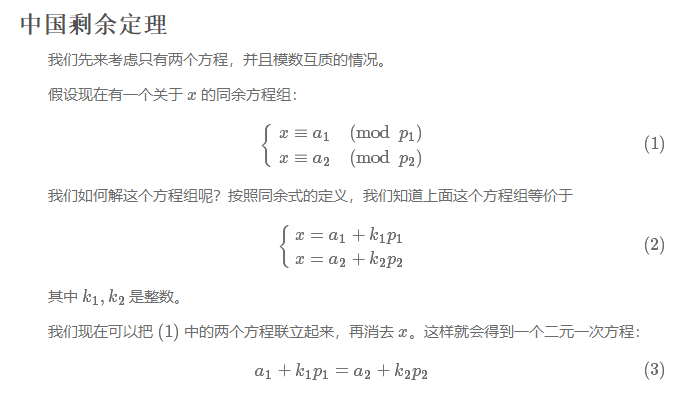 中国剩余定理
我们先来考虑只有两个方程，并且模数互质的情况。
假设现在有一个关于 x 的同余方程组：
{ x ≡ a₁ (mod p₁)
x ≡ a₂ (mod p₂) (1)
我们如何解这个方程组呢？按照同余式的定义，我们知道上面这个方程组等价于
{ x = a₁ + k₁p₁
x = a₂ + k₂p₂ (2)
其中 k₁, k₂ 是整数。
我们现在可以把 (1) 中的两个方程联立起来，再消去 x。这样就会得到一个二元一次方程：
a₁ + k₁p₁ = a₂ + k₂p₂ (3)